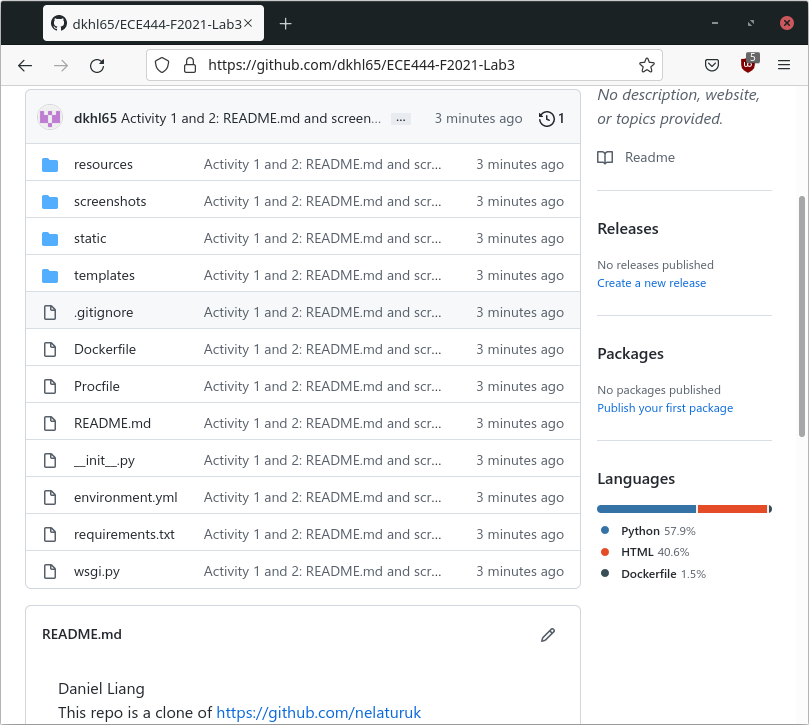 dkhl65/ECE444-F2021-Lab3
https://github.com/dkhl65/ECE444-F2021-Lab3
5
dkhl65 Activity 1 and 2: README.md and screen... ... 3 minutes ago 1
resources Activity 1 and 2: README.md and scr... 3 minutes ago
screenshots Activity 1 and 2: README.md and scr... 3 minutes ago
static Activity 1 and 2: README.md and scr... 3 minutes ago
templates Activity 1 and 2: README.md and scr... 3 minutes ago
.gitignore Activity 1 and 2: README.md and scr... 3 minutes ago
Dockerfile Activity 1 and 2: README.md and scr... 3 minutes ago
Procfile Activity 1 and 2: README.md and scr... 3 minutes ago
README.md Activity 1 and 2: README.md and scr... 3 minutes ago
__init__.py Activity 1 and 2: README.md and scr... 3 minutes ago
environment.yml Activity 1 and 2: README.md and scr... 3 minutes ago
requirements.txt Activity 1 and 2: README.md and scr... 3 minutes ago
wsgi.py Activity 1 and 2: README.md and scr... 3 minutes ago
README.md
Daniel Liang
This repo is a clone of https://github.com/nelaturuk
No description, website,
or topics provided.
Readme
Releases
No releases published
Create a new release
Packages
No packages published
Publish your first package
Languages
Python 57.9%
HTML 40.6%
Dockerfile 1.5%